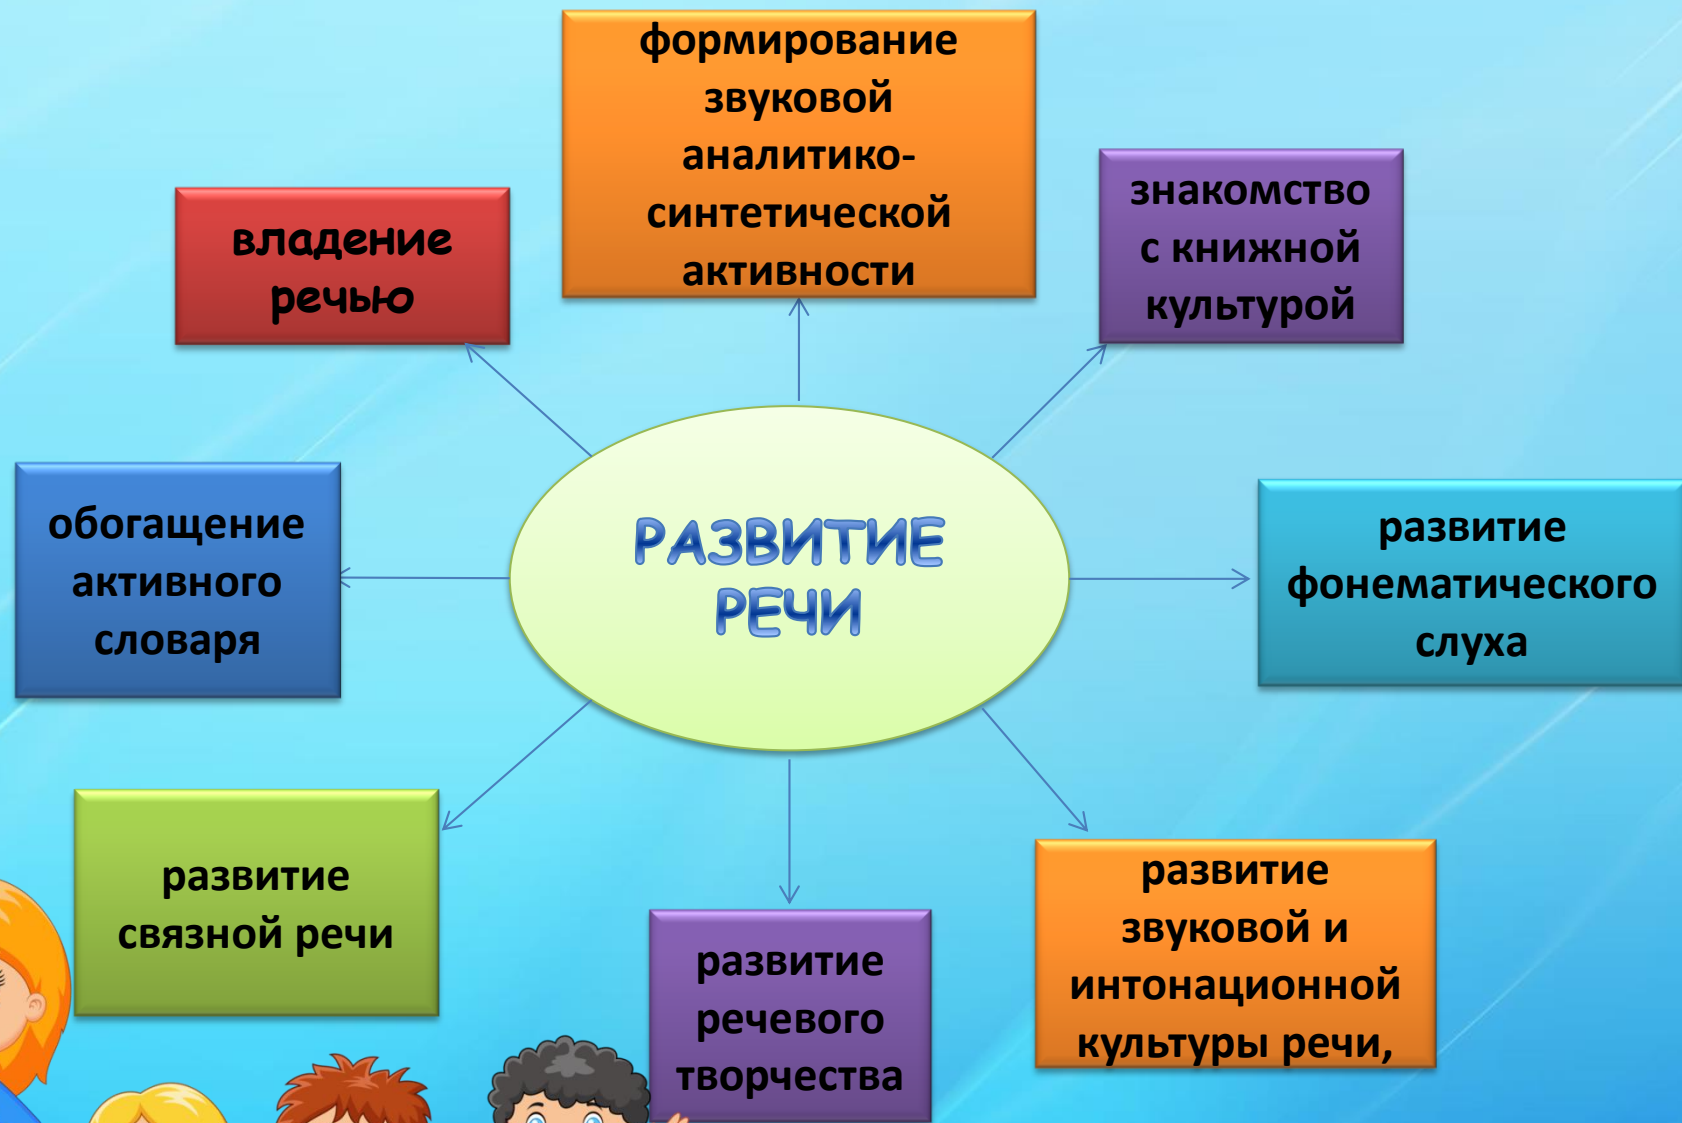 формирование
звуковой
аналитико-
синтетической
активности
знакомство
с книжной
культурой
владение
речью
РАЗВИТИЕ
РЕЧИ
обогащение
активного
словаря
развитие
фонематического
слуха
развитие
связной речи
развитие
речевого
творчества
развитие
звуковой и
интонационной
культуры речи,